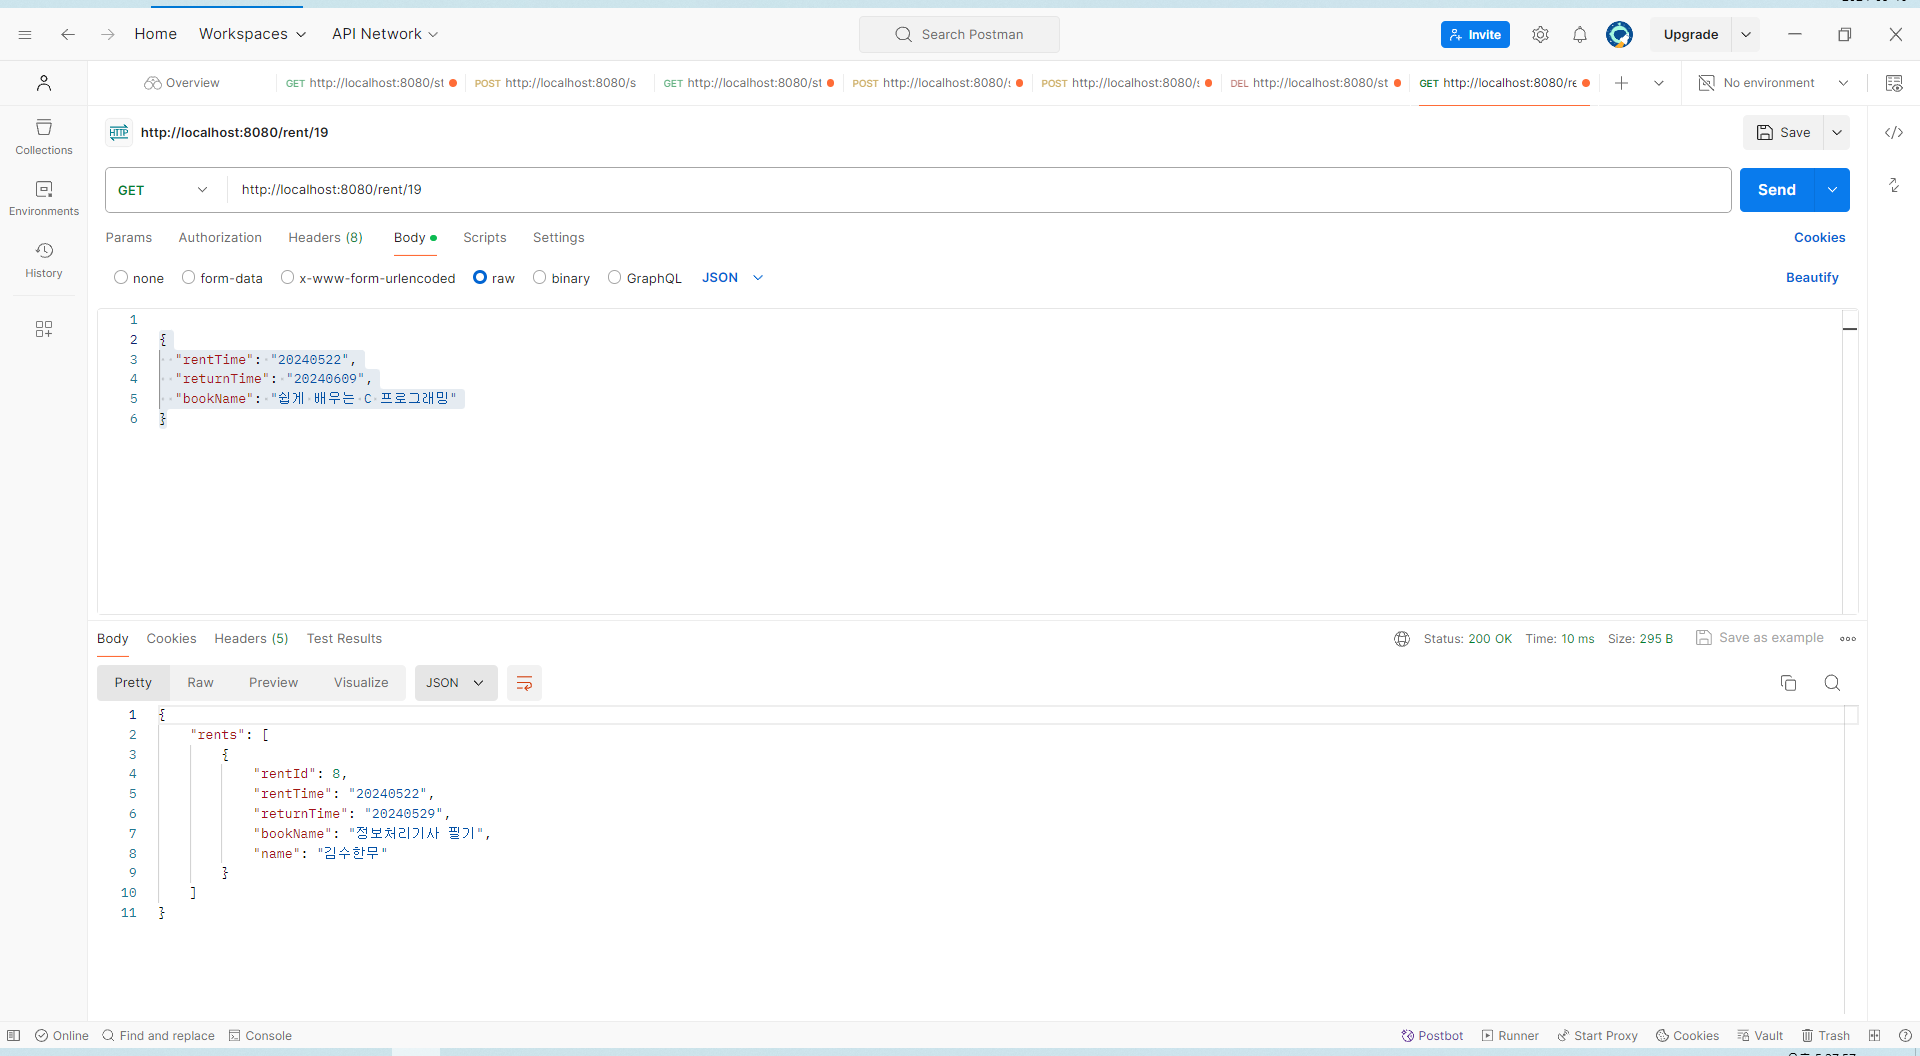 Home Workspaces API Network Search Postman Invite Upgrade
Overview GET http://localhost:8080/st POST http://localhost:8080/s GET http://localhost:8080/st POST http://localhost:8080/s POST http://localhost:8080/s DEL http://localhost:8080/st GET http://localhost:8080/re No environment
HTTP http://localhost:8080/rent/19 Save
Collections
Environments
History
GET http://localhost:8080/rent/19 Send
Params Authorization Headers (8) Body Scripts Settings Cookies
none form-data x-www-form-urlencoded raw binary GraphQL JSON Beautify
1
2 {
3 "rentTime": "20240522",
4 "returnTime": "20240609",
5 "bookName": "쉽게 배우는 C 프로그래밍"
6 }
Body Cookies Headers (5) Test Results Status: 200 OK Time: 10 ms Size: 295 B Save as example
Pretty Raw Preview Visualize JSON
1 {
2 "rents": [
3 {
4 "rentId": 8,
5 "rentTime": "20240522",
6 "returnTime": "20240529",
7 "bookName": "정보처리기사 필기",
8 "name": "김수한무"
9 }
10 ]
11 }
Online Find and replace Console Postbot Runner Start Proxy Cookies Vault Trash